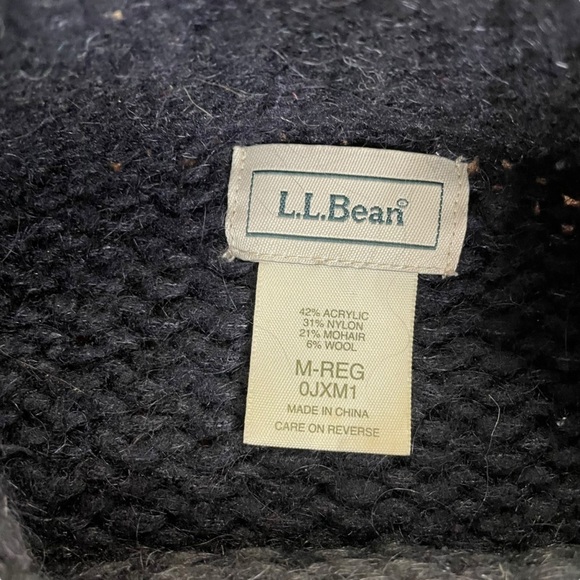 L.L.Bean®
42% ACRYLIC
31% NYLON
21% MOHAIR
6% WOOL
M-REG
0JXM1
MADE IN CHINA
CARE ON REVERSE